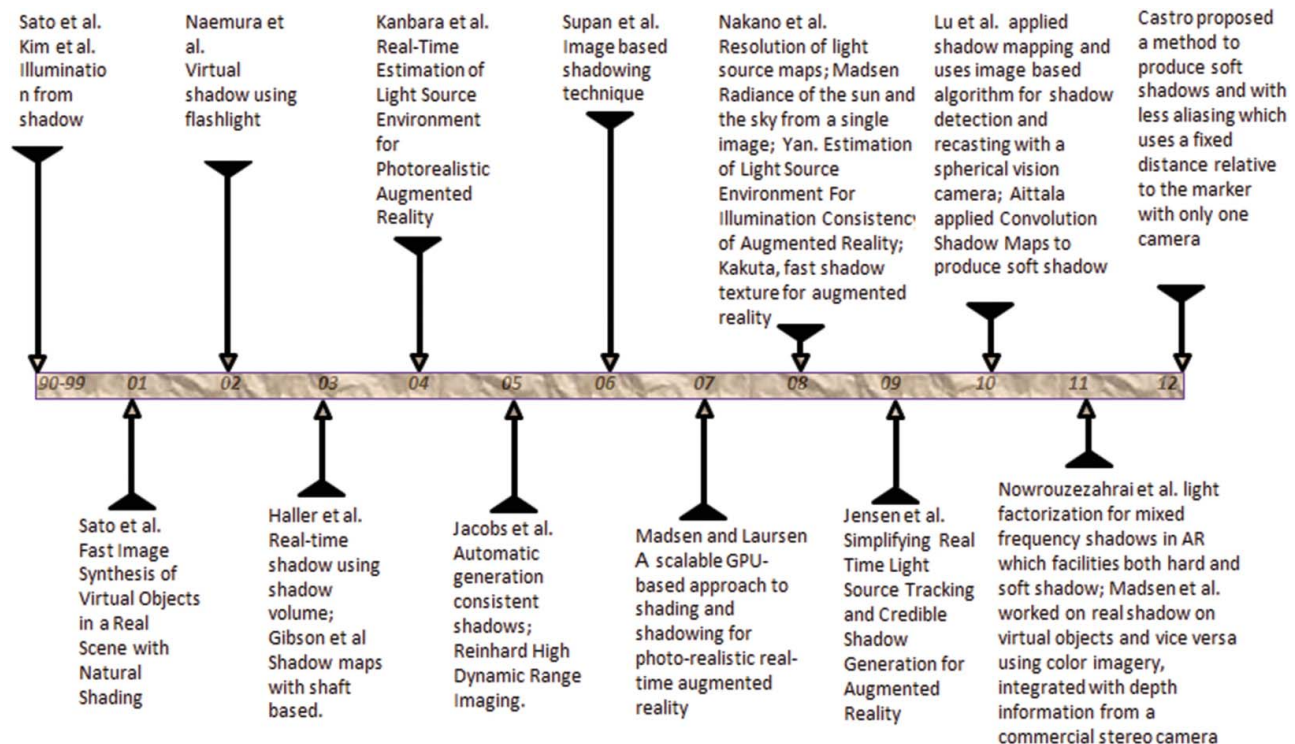 Sato et al.
Kim et al.
Illuminatio
n from
shadow
Naemura et
al.
Virtual
shadow using
flashlight
Kanbara et al.
Real-Time
Estimation of
Light Source
Environment
for
Photorealistic
Augmented
Reality
Supan et al.
Image based
shadowing
technique
Nakano et al.
Resolution of light
source maps; Madsen
Radiance of the sun and
the sky from a single
image; Yan. Estimation
of Light Source
Environment For
Illumination Consistency
of Augmented Reality;
Kakuta, fast shadow
texture for augmented
reality
Lu et al. applied
shadow mapping and
uses image based
algorithm for shadow
detection and
recasting with a
spherical vision
camera; Aittala
applied Convolution
Shadow Maps to
produce soft shadow
Castro proposed
a method to
produce soft
shadows and with
less aliasing which
uses a fixed
distance relative
to the marker
with only one
camera
90-99 01 02 03 04 05 06 07 08 09 10 11 12
Sato et al.
Fast Image
Synthesis of
Virtual Objects
in a Real
Scene with
Natural
Shading
Haller et al.
Real-time
shadow using
shadow
volume;
Gibson et al
Shadow maps
with shaft
based.
Jacobs et al.
Automatic
generation
consistent
shadows;
Reinhard High
Dynamic Range
Imaging.
Madsen and Laursen
A scalable GPU-
based approach to
shading and
shadowing for
photo-realistic real-
time augmented
reality
Jensen et al.
Simplifying Real
Time Light
Source Tracking
and Credible
Shadow
Generation for
Augmented
Reality
Nowrouzezahrai et al. light
factorization for mixed
frequency shadows in AR
which facilities both hard and
soft shadow; Madsen et al.
worked on real shadow on
virtual objects and vice versa
using color imagery,
integrated with depth
information from a
commercial stereo camera